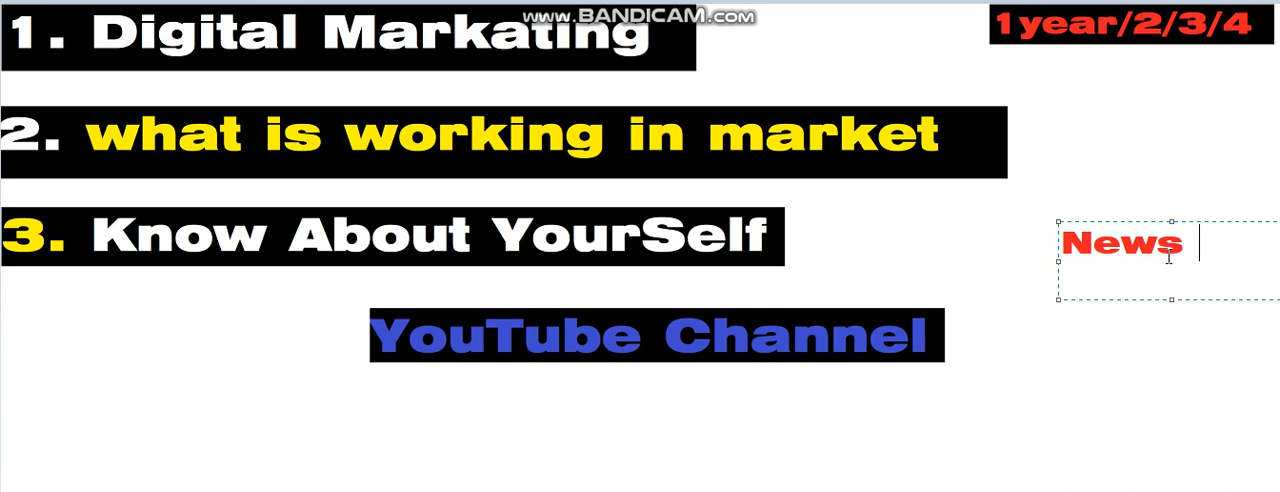 www.BANDICAM.com
1. Digital Markating
1year/2/3/4
2. what is working in market
3. Know About YourSelf
News
YouTube Channel